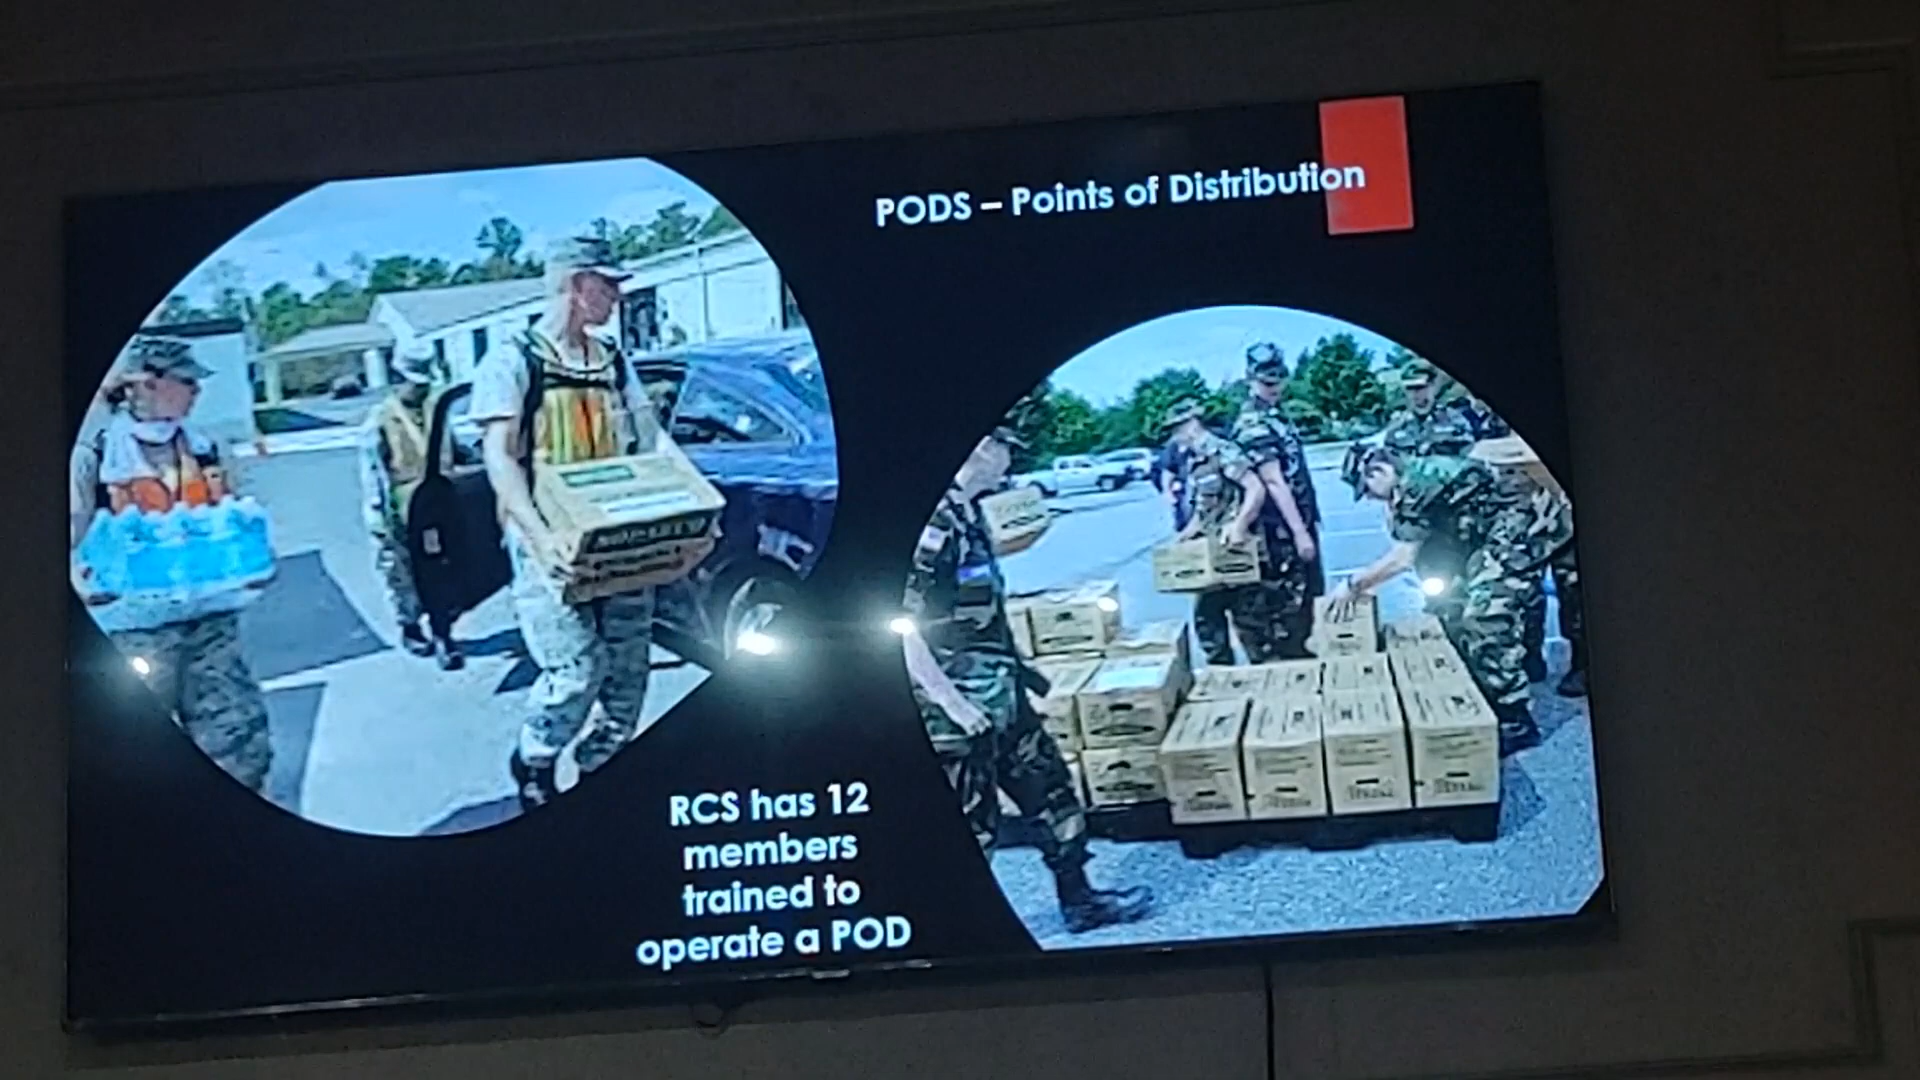 PODS – Points of Distribution
RCS has 12
members
trained to
operate a POD